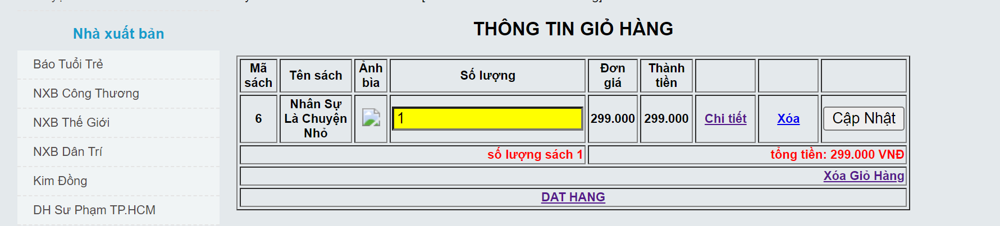 Nhà xuất bản
Báo Tuổi Trẻ
NXB Công Thương
NXB Thế Giới
NXB Dân Trí
Kim Đồng
DH Sư Phạm TP.HCM
THÔNG TIN GIỎ HÀNG
Mã sách Tên sách Ảnh bìa Số lượng Đơn giá Thành tiền
6 Nhân Sự Là Chuyện Nhỏ 1 299.000 299.000 Chi tiết Xóa Cập Nhật
số lượng sách 1 tổng tiền: 299.000 VNĐ
Xóa Giỏ Hàng
DAT HANG